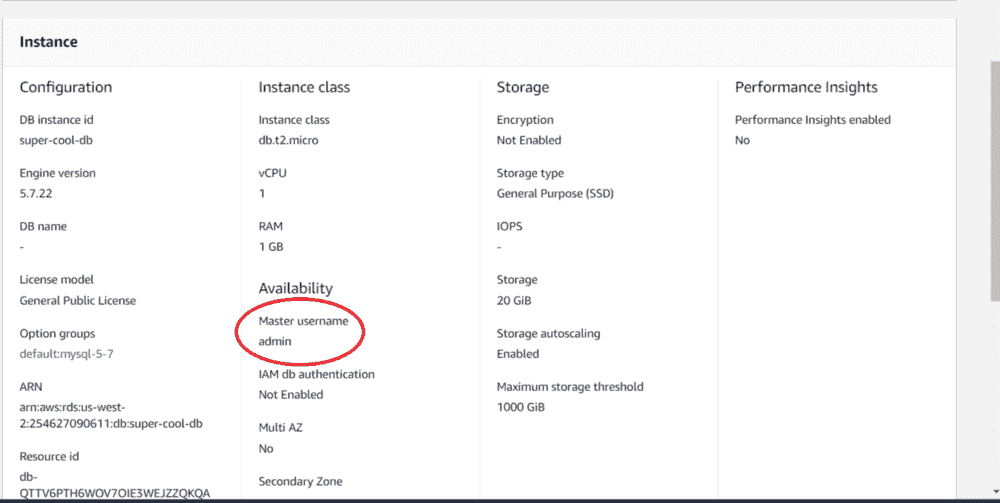 Instance
Configuration
DB instance id
super-cool-db
Engine version
5.7.22
DB name
-
License model
General Public License
Option groups
default:mysql-5-7
ARN
arn:aws:rds:us-west-
2:254627090611:db:super-cool-db
Resource id
db-
QTTV6PTH6WOV7OIE3WEJZZQKQA
Instance class
Instance class
db.t2.micro
vCPU
1
RAM
1 GB
Availability
Master username
admin
IAM db authentication
Not Enabled
Multi AZ
No
Secondary Zone
Storage
Encryption
Not Enabled
Storage type
General Purpose (SSD)
IOPS
-
Storage
20 GiB
Storage autoscaling
Enabled
Maximum storage threshold
1000 GiB
Performance Insights
Performance Insights enabled
No